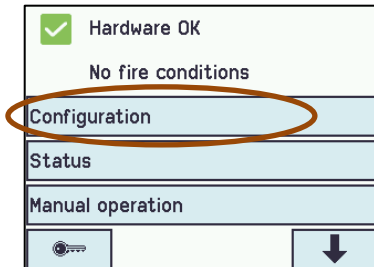 Hardware OK
No fire conditions
Configuration
Status
Manual operation